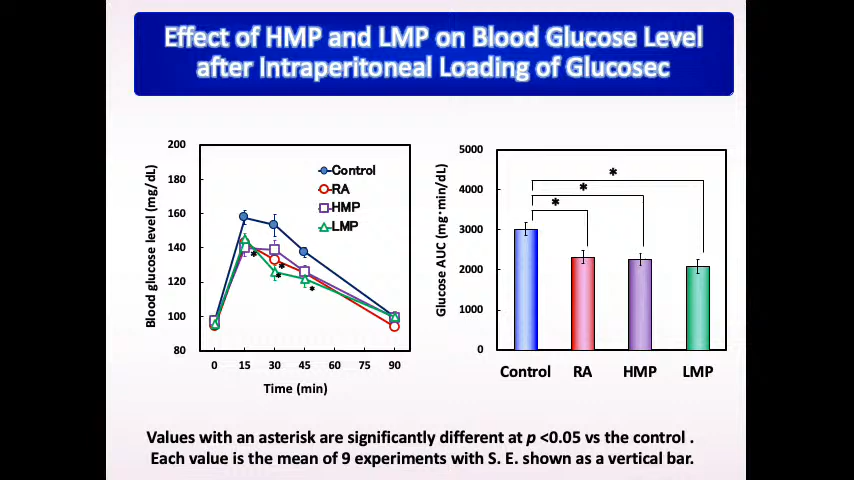 Effect of HMP and LMP on Blood Glucose Level
after Intraperitoneal Loading of Glucosec
Blood glucose level (mg/dL)
200
180
160
140
120
100
80
0 15 30 45 60 75 90
Time (min)
Control
RA
HMP
LMP
*
*
*
*
Glucose AUC (mg・min/dL)
5000
4000
3000
2000
1000
0
*
*
*
Control RA HMP LMP
Values with an asterisk are significantly different at p <0.05 vs the control .
Each value is the mean of 9 experiments with S. E. shown as a vertical bar.